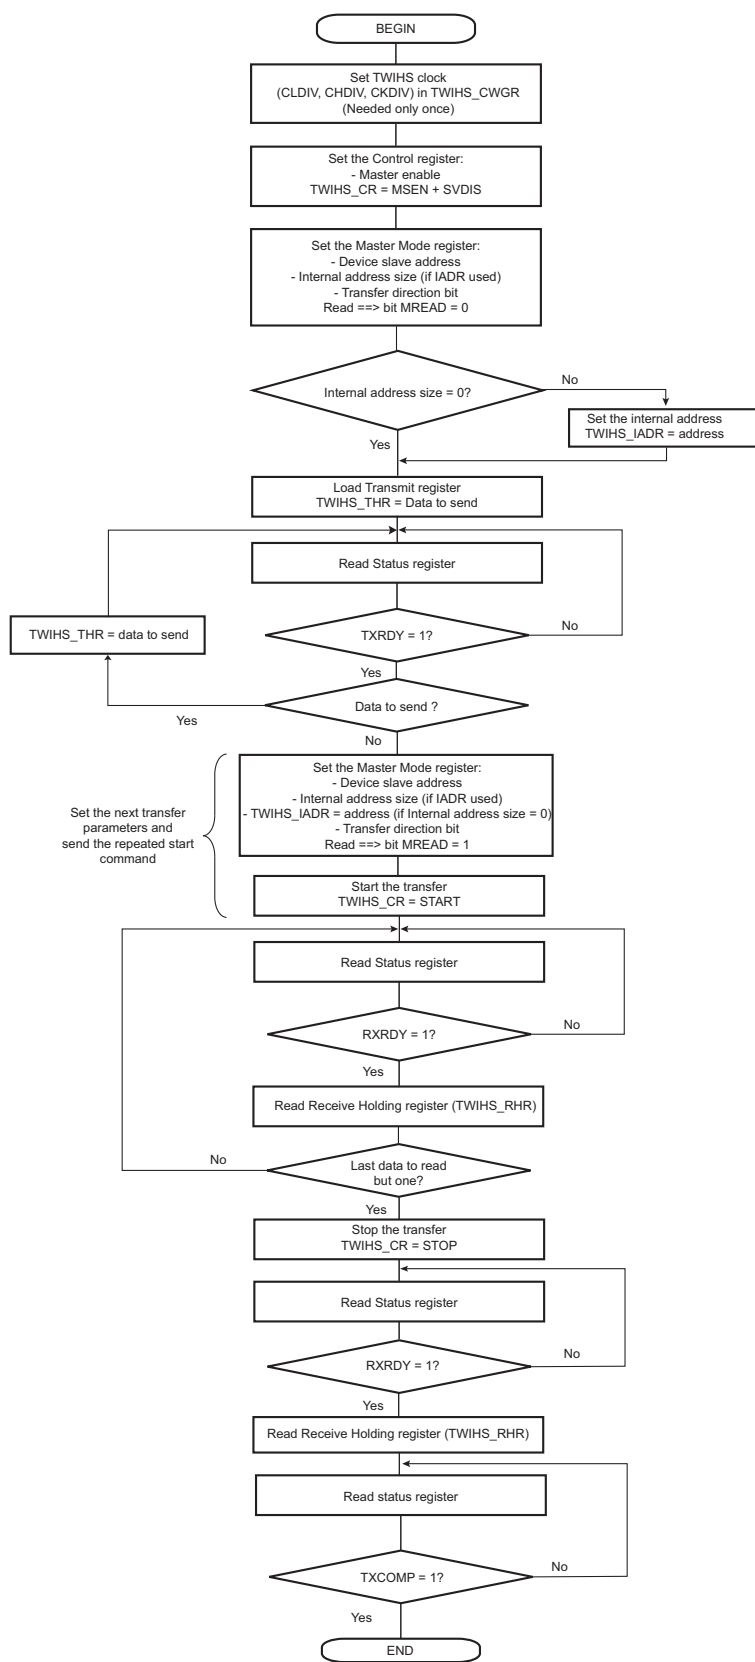 BEGIN
Set TWIHS clock
(CLDIV, CHDIV, CKDIV) in TWIHS_CWGR
(Needed only once)
Set the Control register:
- Master enable
TWIHS_CR = MSEN + SVDIS
Set the Master Mode register:
- Device slave address
- Internal address size (if IADR used)
- Transfer direction bit
Read ==> bit MREAD = 0
Internal address size = 0?
No
Set the internal address
TWIHS_IADR = address
Yes
Load Transmit register
TWIHS_THR = Data to send
Read Status register
TWIHS_THR = data to send
TXRDY = 1?
No
Yes
Data to send ?
Yes
No
Set the next transfer
parameters and
send the repeated start
command
Set the Master Mode register:
- Device slave address
- Internal address size (if IADR used)
- TWIHS_IADR = address (if Internal address size = 0)
- Transfer direction bit
Read ==> bit MREAD = 1
Start the transfer
TWIHS_CR = START
Read Status register
RXRDY = 1?
No
Yes
Read Receive Holding register (TWIHS_RHR)
No
Last data to read
but one?
Yes
Stop the transfer
TWIHS_CR = STOP
Read Status register
RXRDY = 1?
No
Yes
Read Receive Holding register (TWIHS_RHR)
Read status register
TXCOMP = 1?
No
Yes
END